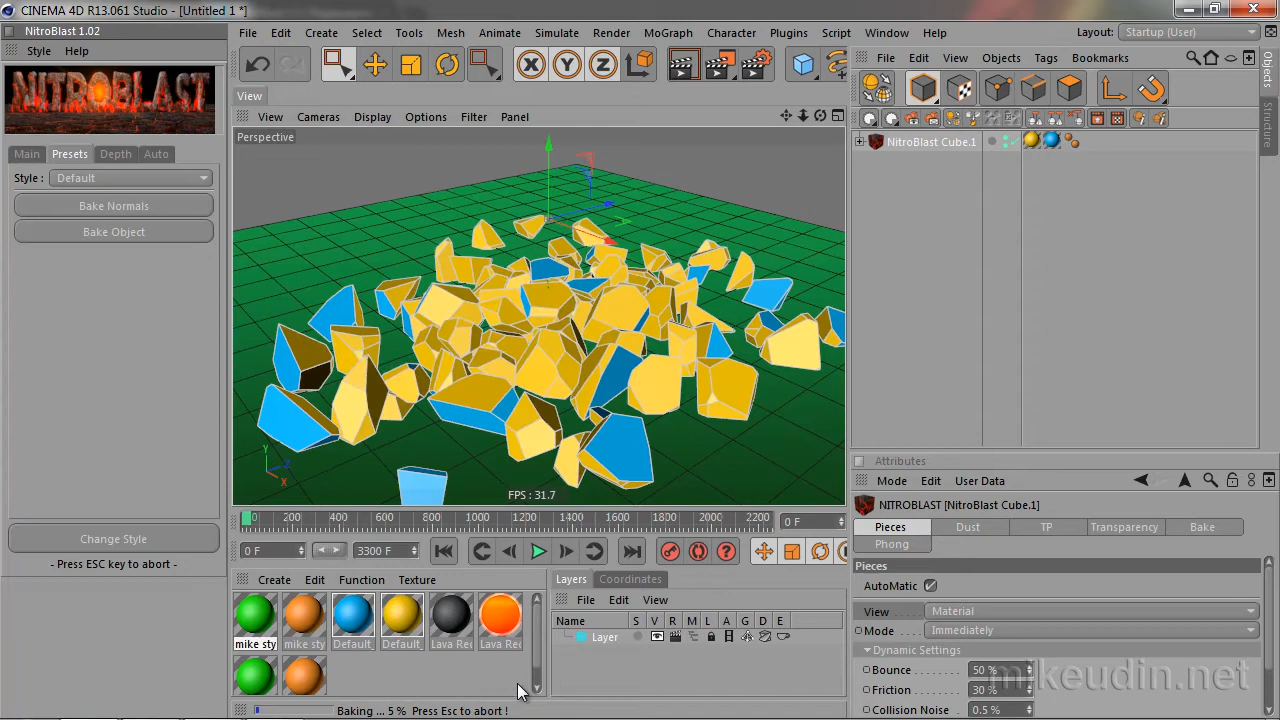 CINEMA 4D R13.061 Studio - [Untitled 1 *]
NitroBlast 1.02
Style Help
NITROBLAST
Main Presets Depth Auto
Style : Default
Bake Normals
Bake Object
Change Style
- Press ESC key to abort -
File Edit Create Select Tools Mesh Animate Simulate Render MoGraph Character Plugins Script Window Help
Layout: Startup (User)
X Y Z
View
View Cameras Display Options Filter Panel
Perspective
Y
Z
X
FPS : 31.7
0 200 400 600 800 1000 1200 1400 1600 1800 2000 2200
0 F
0 F 3300 F
Create Edit Function Texture
mike sty mike sty Default_ Default_ Lava Rec Lava Rec
Baking ... 5 % Press Esc to abort !
Layers Coordinates
File Edit View
Name S V R M L A G D E
Layer
File Edit View Objects Tags Bookmarks
NitroBlast Cube.1
Objects
Structure
Attributes
Mode Edit User Data
NITROBLAST [NitroBlast Cube.1]
Pieces Dust TP Transparency Bake
Phong
Pieces
AutoMatic
View Material
Mode Immediately
Dynamic Settings
Bounce 50 %
Friction 30 %
Collision Noise 0.5 %
mikeudin.net